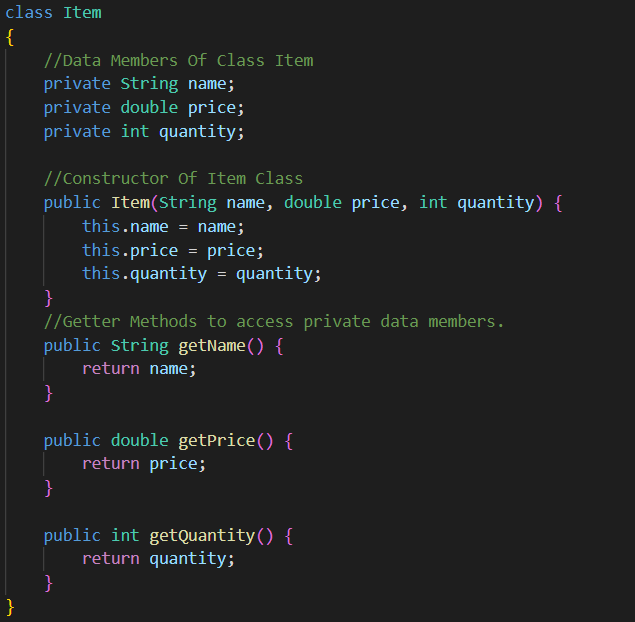 class Item
{
//Data Members Of Class Item
private String name;
private double price;
private int quantity;
//Constructor Of Item Class
public Item(String name, double price, int quantity) {
this.name = name;
this.price = price;
this.quantity = quantity;
}
//Getter Methods to access private data members.
public String getName() {
return name;
}
public double getPrice() {
return price;
}
public int getQuantity() {
return quantity;
}
}